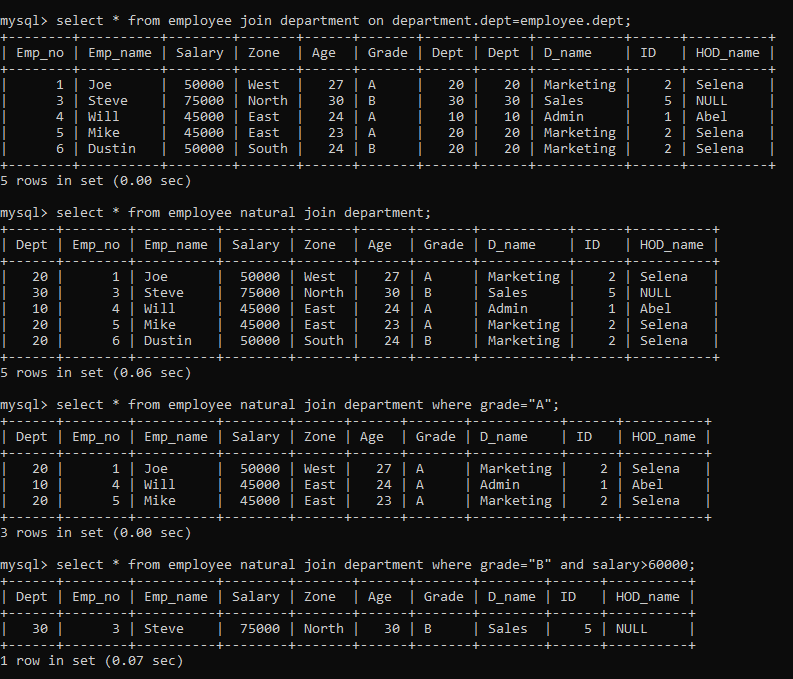 mysql> select * from employee join department on department.dept=employee.dept;
+--------+----------+--------+-------+------+-------+------+------+-----------+------+----------+
| Emp_no | Emp_name | Salary | Zone  | Age  | Grade | Dept | Dept | D_name    | ID   | HOD_name |
+--------+----------+--------+-------+------+-------+------+------+-----------+------+----------+
|      1 | Joe      |  50000 | West  |   27 | A     |   20 |   20 | Marketing |    2 | Selena   |
|      3 | Steve    |  75000 | North |   30 | B     |   30 |   30 | Sales     |    5 | NULL     |
|      4 | Will     |  45000 | East  |   24 | A     |   10 |   10 | Admin     |    1 | Abel     |
|      5 | Mike     |  45000 | East  |   23 | A     |   20 |   20 | Marketing |    2 | Selena   |
|      6 | Dustin   |  50000 | South |   24 | B     |   20 |   20 | Marketing |    2 | Selena   |
+--------+----------+--------+-------+------+-------+------+------+-----------+------+----------+
5 rows in set (0.00 sec)
mysql> select * from employee natural join department;
+------+--------+----------+--------+-------+------+-------+-----------+------+----------+
| Dept | Emp_no | Emp_name | Salary | Zone  | Age  | Grade | D_name    | ID   | HOD_name |
+------+--------+----------+--------+-------+------+-------+-----------+------+----------+
|   20 |      1 | Joe      |  50000 | West  |   27 | A     | Marketing |    2 | Selena   |
|   30 |      3 | Steve    |  75000 | North |   30 | B     | Sales     |    5 | NULL     |
|   10 |      4 | Will     |  45000 | East  |   24 | A     | Admin     |    1 | Abel     |
|   20 |      5 | Mike     |  45000 | East  |   23 | A     | Marketing |    2 | Selena   |
|   20 |      6 | Dustin   |  50000 | South |   24 | B     | Marketing |    2 | Selena   |
+------+--------+----------+--------+-------+------+-------+-----------+------+----------+
5 rows in set (0.06 sec)
mysql> select * from employee natural join department where grade="A";
+------+--------+----------+--------+------+------+-------+-----------+------+----------+
| Dept | Emp_no | Emp_name | Salary | Zone | Age  | Grade | D_name    | ID   | HOD_name |
+------+--------+----------+--------+------+------+-------+-----------+------+----------+
|   20 |      1 | Joe      |  50000 | West |   27 | A     | Marketing |    2 | Selena   |
|   10 |      4 | Will     |  45000 | East |   24 | A     | Admin     |    1 | Abel     |
|   20 |      5 | Mike     |  45000 | East |   23 | A     | Marketing |    2 | Selena   |
+------+--------+----------+--------+------+------+-------+-----------+------+----------+
3 rows in set (0.00 sec)
mysql> select * from employee natural join department where grade="B" and salary>60000;
+------+--------+----------+--------+-------+------+-------+--------+------+----------+
| Dept | Emp_no | Emp_name | Salary | Zone  | Age  | Grade | D_name | ID   | HOD_name |
+------+--------+----------+--------+-------+------+-------+--------+------+----------+
|   30 |      3 | Steve    |  75000 | North |   30 | B     | Sales  |    5 | NULL     |
+------+--------+----------+--------+-------+------+-------+--------+------+----------+
1 row in set (0.07 sec)